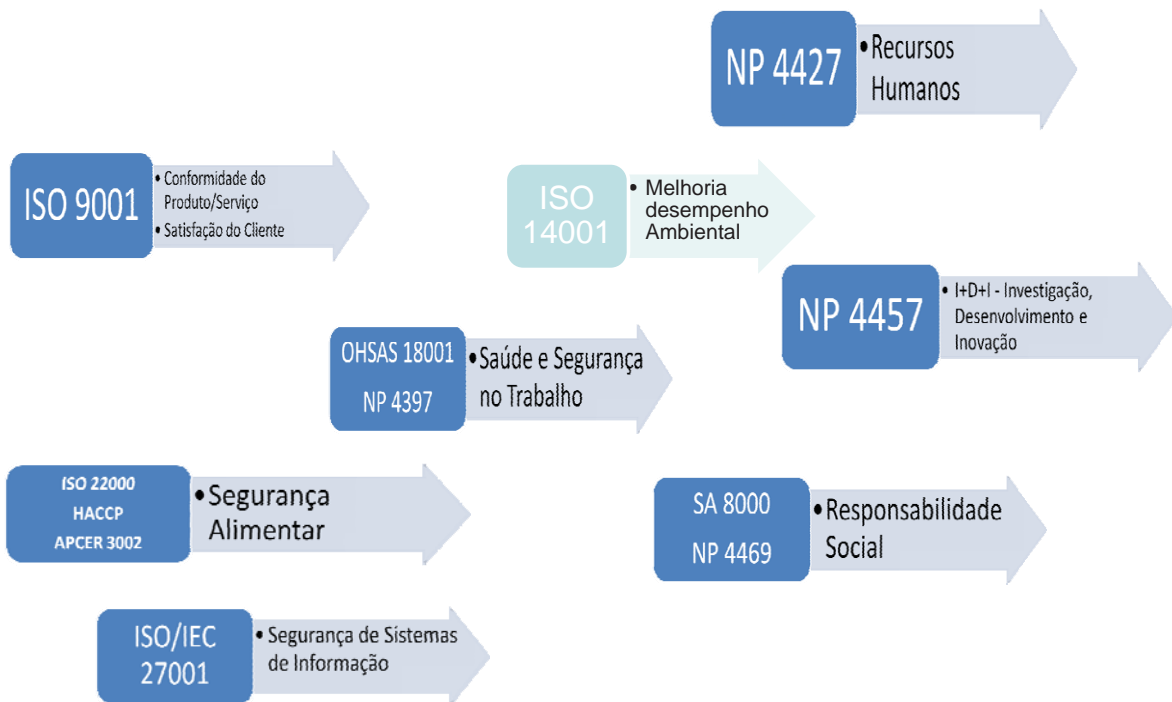 NP 4427
• Recursos
Humanos
ISO 9001
• Conformidade do
Produto/Serviço
• Satisfação do Cliente
ISO
14001
• Melhoria
desempenho
Ambiental
NP 4457
• I+D+I - Investigação,
Desenvolvimento e
Inovação
OHSAS 18001
NP 4397
• Saúde e Segurança
no Trabalho
ISO 22000
HACCP
APCER 3002
• Segurança
Alimentar
SA 8000
NP 4469
• Responsabilidade
Social
ISO/IEC
27001
• Segurança de Sistemas
de Informação